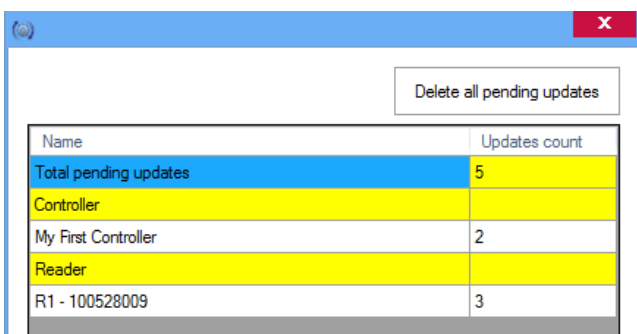 x
Delete all pending updates
Name Updates count
Total pending updates 5
Controller
My First Controller 2
Reader
R1 - 100528009 3